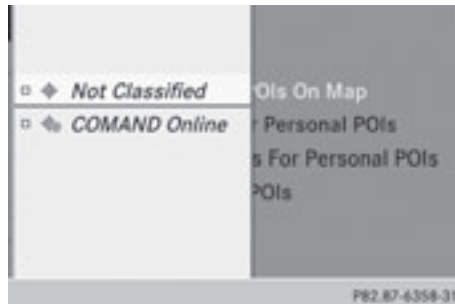 Not Classified
COMAND Online
POIs On Map
r Personal POIs
s For Personal POIs
POIs
P82.87-6358-31